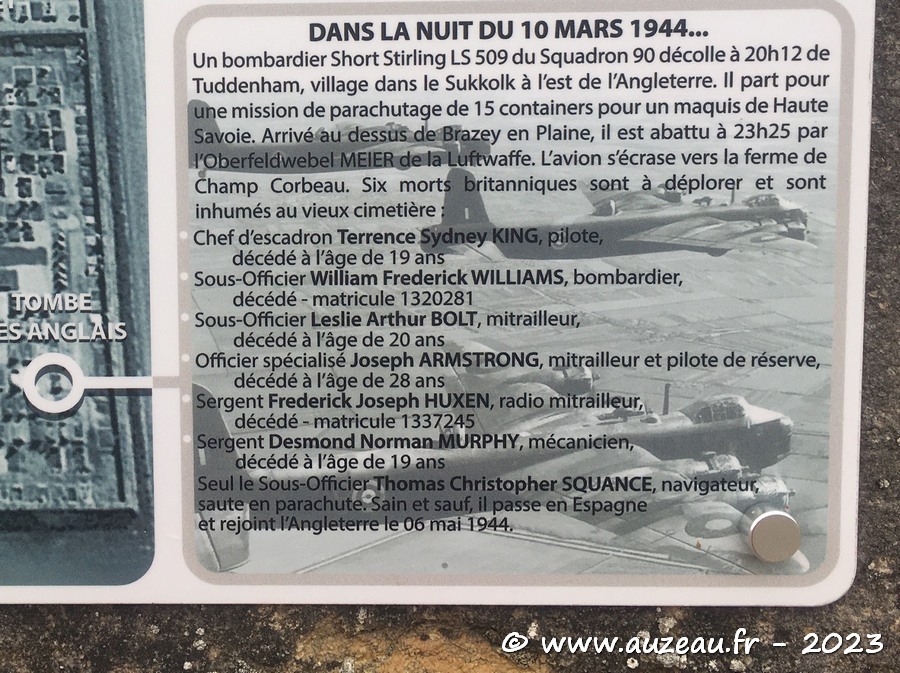 DANS LA NUIT DU 10 MARS 1944...
Un bombardier Short Stirling LS 509 du Squadron 90 décolle à 20h12 de
Tuddenham, village dans le Sukkolk à l'est de l'Angleterre. Il part pour
une mission de parachutage de 15 containers pour un maquis de Haute
Savoie. Arrivé au dessus de Brazey en Plaine, il est abattu à 23h25 par
l'Oberfeldwebel MEIER de la Luftwaffe. L'avion s'écrase vers la ferme de
Champ Corbeau. Six morts britanniques sont à déplorer et sont
inhumés au vieux cimetière :
Chef d'escadron Terrence Sydney KING, pilote,
décédé à l'âge de 19 ans
Sous-Officier William Frederick WILLIAMS, bombardier,
décédé - matricule 1320281
Sous-Officier Leslie Arthur BOLT, mitrailleur,
décédé à l'âge de 20 ans
Officier spécialisé Joseph ARMSTRONG, mitrailleur et pilote de réserve,
décédé à l'âge de 28 ans
Sergent Frederick Joseph HUXEN, radio mitrailleur,
décédé - matricule 1337245
Sergent Desmond Norman MURPHY, mécanicien,
décédé à l'âge de 19 ans
Seul le Sous-Officier Thomas Christopher SQUANCE, navigateur,
saute en parachute. Sain et sauf, il passe en Espagne
et rejoint l'Angleterre le 06 mai 1944.
TOMBE
ES ANGLAIS
© www.auzeau.fr - 2023